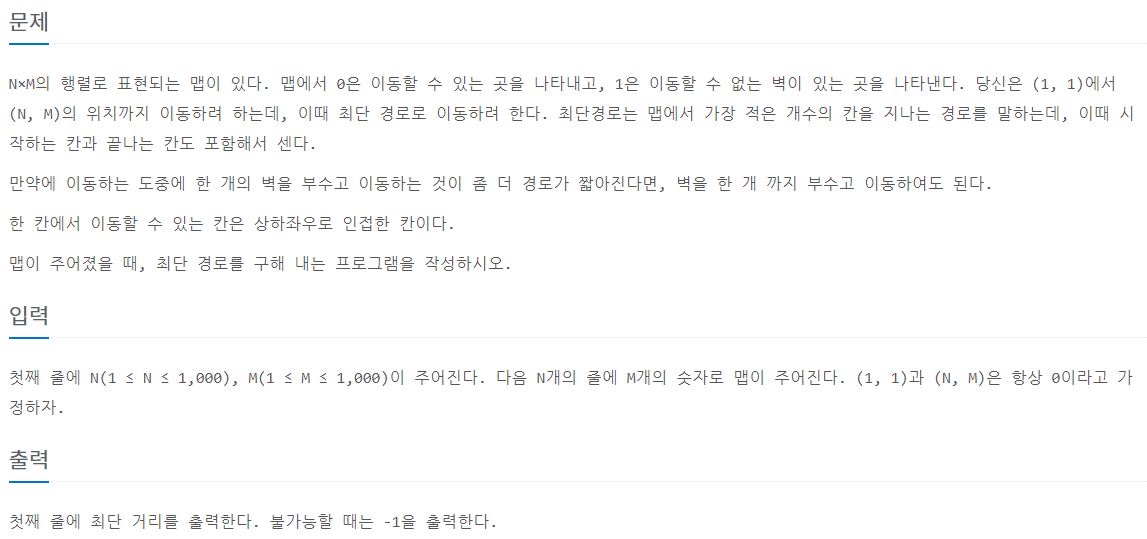 문제
N×M의 행렬로 표현되는 맵이 있다. 맵에서 0은 이동할 수 있는 곳을 나타내고, 1은 이동할 수 없는 벽이 있는 곳을 나타낸다. 당신은 (1, 1)에서
(N, M)의 위치까지 이동하려 하는데, 이때 최단 경로로 이동하려 한다. 최단경로는 맵에서 가장 적은 개수의 칸을 지나는 경로를 말하는데, 이때 시
작하는 칸과 끝나는 칸도 포함해서 센다.
만약에 이동하는 도중에 한 개의 벽을 부수고 이동하는 것이 좀 더 경로가 짧아진다면, 벽을 한 개 까지 부수고 이동하여도 된다.
한 칸에서 이동할 수 있는 칸은 상하좌우로 인접한 칸이다.
맵이 주어졌을 때, 최단 경로를 구해 내는 프로그램을 작성하시오.
입력
첫째 줄에 N(1 ≤ N ≤ 1,000), M(1 ≤ M ≤ 1,000)이 주어진다. 다음 N개의 줄에 M개의 숫자로 맵이 주어진다. (1, 1)과 (N, M)은 항상 0이라고 가
정하자.
출력
첫째 줄에 최단 거리를 출력한다. 불가능할 때는 -1을 출력한다.